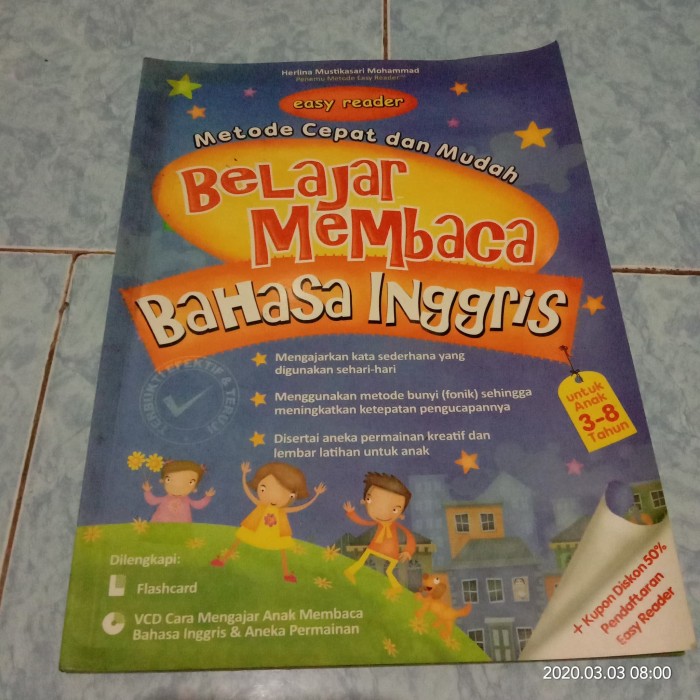 Herlina Mustikasari Mohammad
Penemu Metode Easy Reader
easy reader
Metode Cepat dan Mudah
Belajar
Membaca
Bahasa Inggris
Mengajarkan kata sederhana yang
digunakan sehari-hari
Menggunakan metode bunyi (fonik) sehingga
meningkatkan ketepatan pengucapannya
Disertai aneka permainan kreatif dan
lembar latihan untuk anak
TERBUKTI EFEKTIF & TERUJI
untuk
Anak
3-8
Tahun
Dilengkapi:
Flashcard
VCD Cara Mengajar Anak Membaca
Bahasa Inggris & Aneka Permainan
+ Kupon Diskon 50%
Pendaftaran
Easy Reader
2020.03.03 08:00